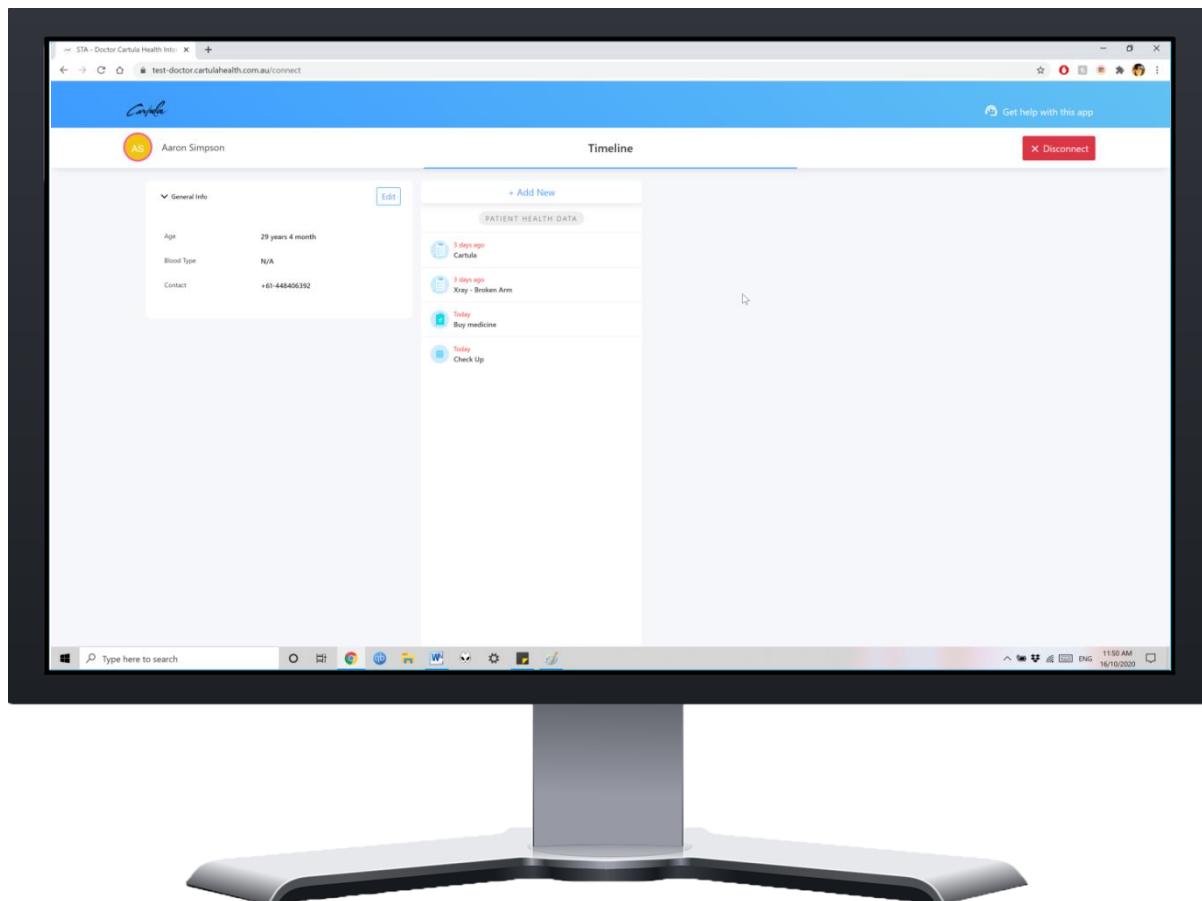 STA - Doctor Cartula Health Inte
test-doctor.cartulahealth.com.au/connect
Cartula
Get help with this app
AS Aaron Simpson
Timeline
× Disconnect
General Info
Edit
Age 29 years 4 month
Blood Type N/A
Contact +61-448406392
+ Add New
PATIENT HEALTH DATA
3 days ago
Cartula
3 days ago
Xray - Broken Arm
Today
Buy medicine
Today
Check Up
Type here to search
ENG
11:50 AM
16/10/2020